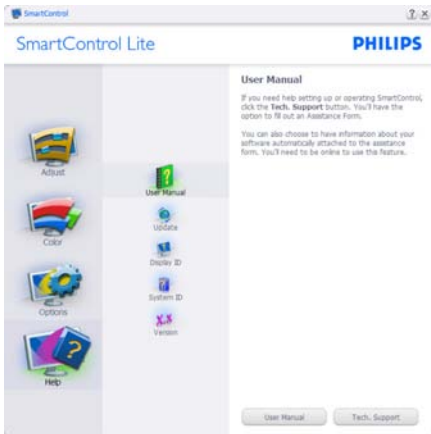 SmartControl
SmartControl Lite
PHILIPS
Adjust
Color
Options
Help
User Manual
Update
Display ID
System ID
X.X
Version
User Manual
If you need help setting up or operating SmartControl,
click the Tech. Support button. You'll have the
option to fill out an Assistance Form.
You can also choose to have information about your
software automatically attached to the assistance
form. You'll need to be online to use this feature.
User Manual
Tech. Support